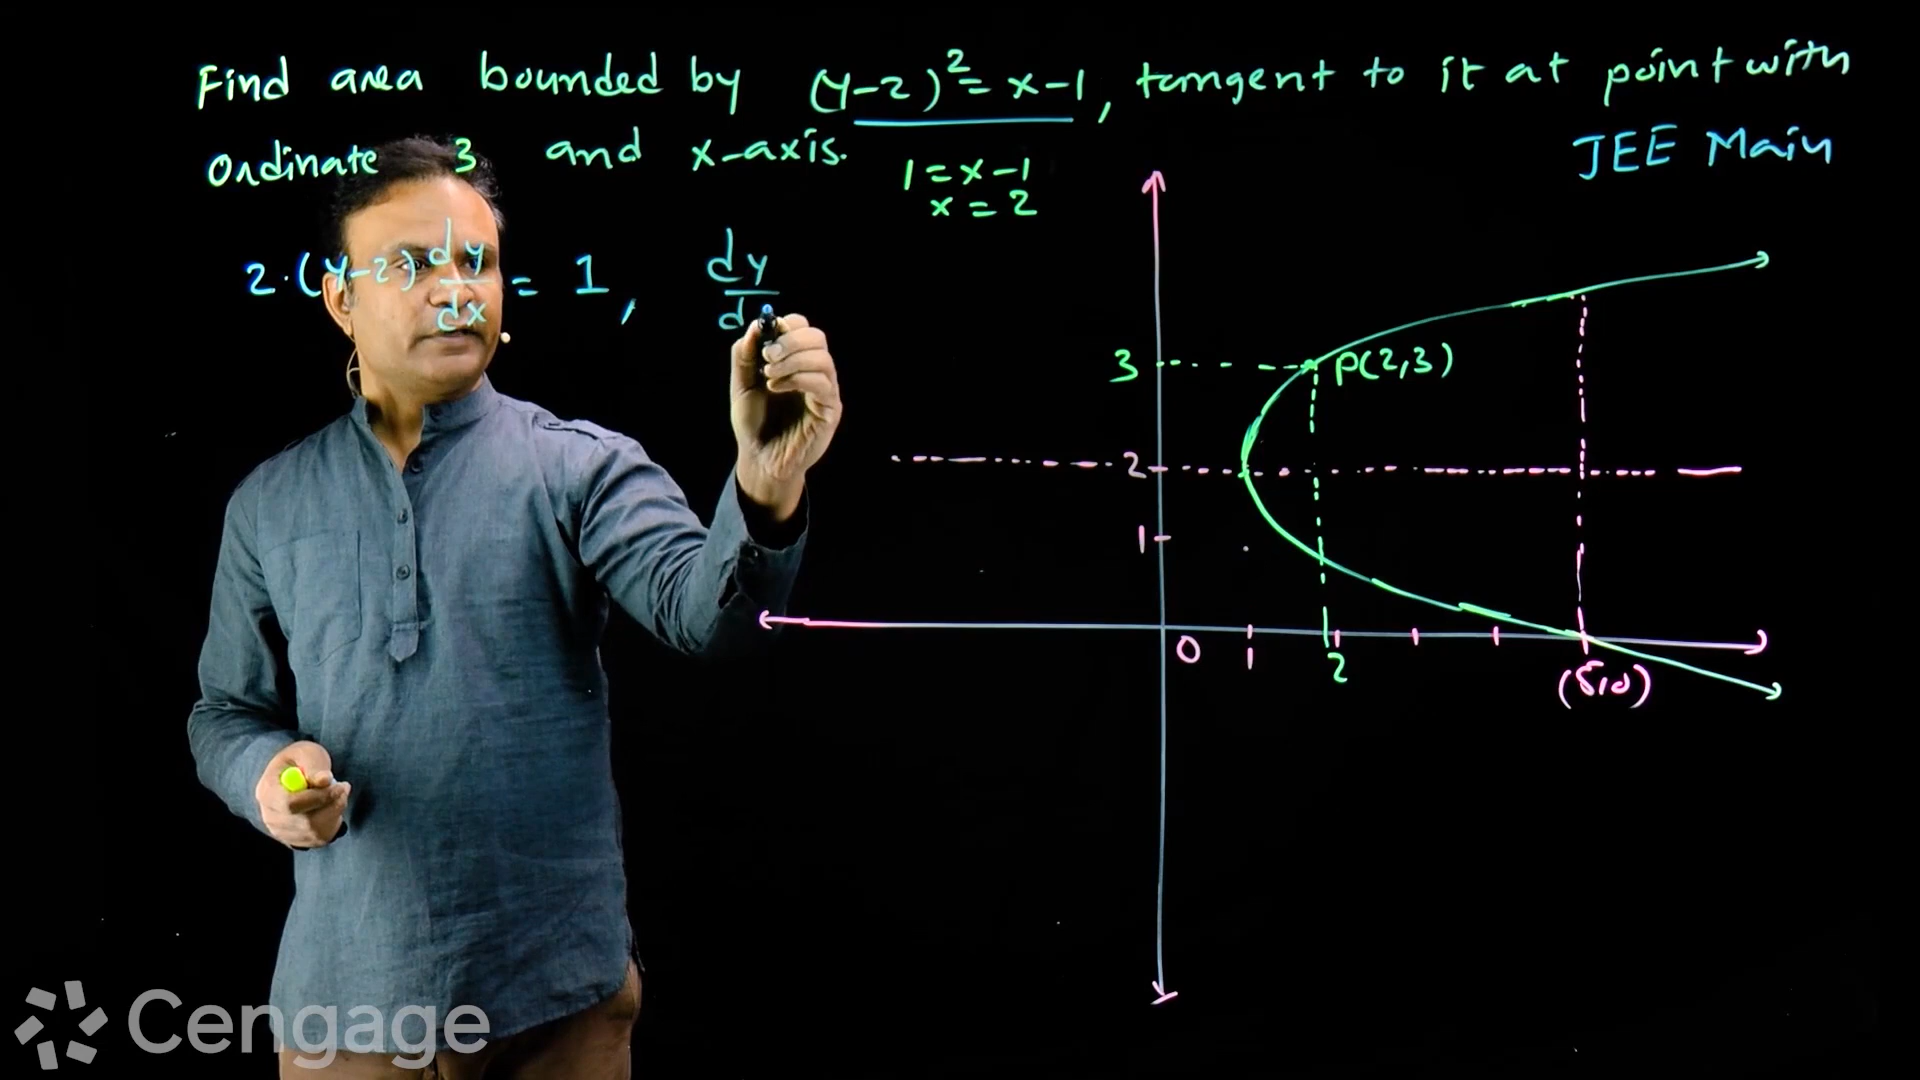 Find area bounded by (y-2)² = x-1, tangent to it at point with
ordinate 3 and x-axis.
JEE Main
1 = x-1
x = 2
2·(y-2) dy/dx = 1, dy/d
3
P(2,3)
2
1
0 1 2 (5,0)
Cengage